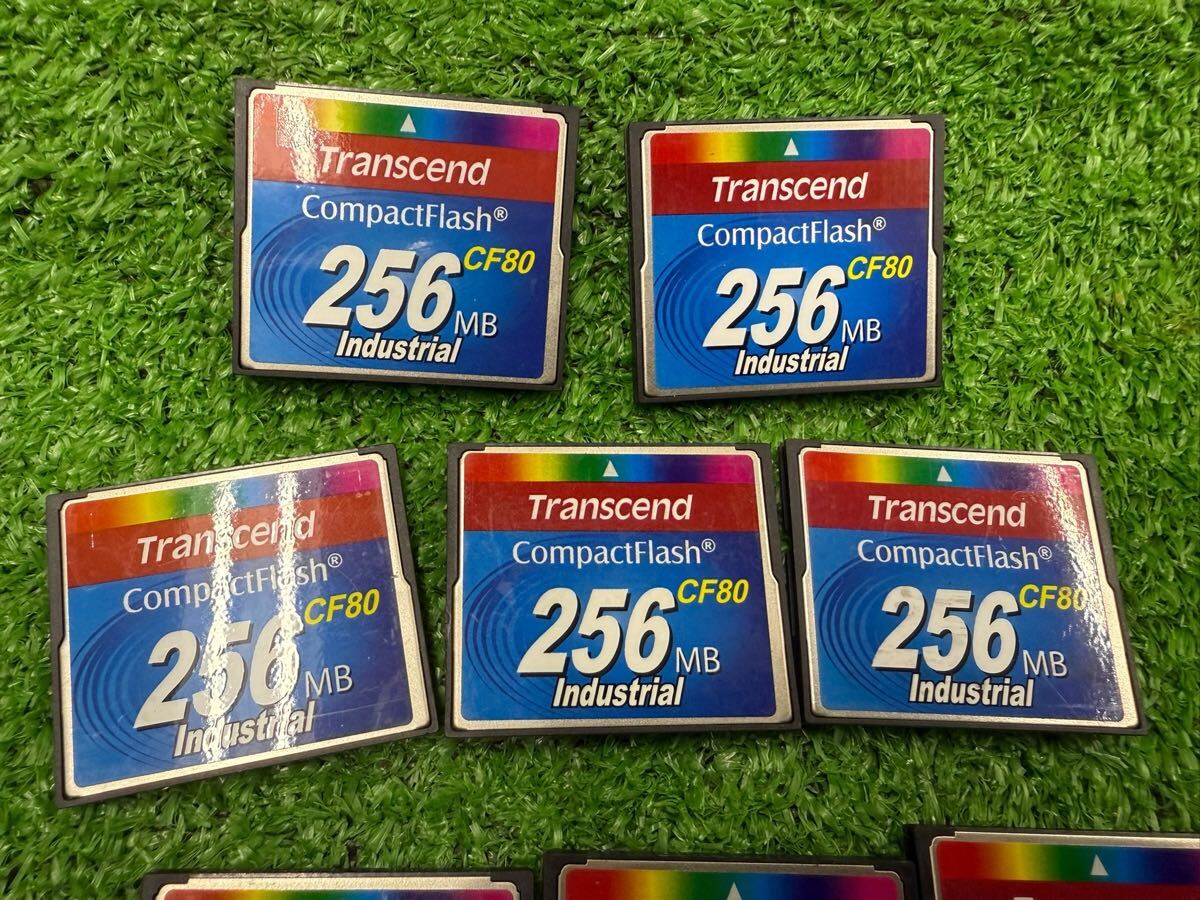 Transcend
CompactFlash®
256 MB CF80
Industrial
Transcend
CompactFlash®
256 MB CF80
Industrial
Transcend
CompactFlash®
256 MB CF80
Industrial
Transcend
CompactFlash®
256 MB CF80
Industrial
Transcend
CompactFlash®
256 MB CF80
Industrial